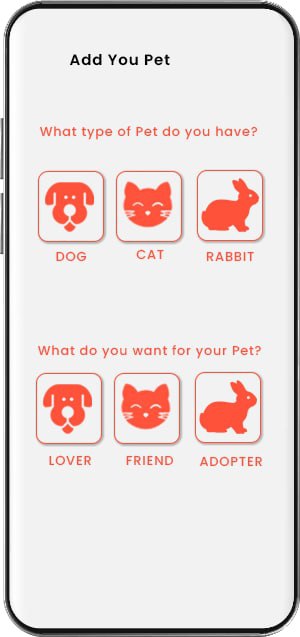 Add You Pet
What type of Pet do you have?
DOG CAT RABBIT
What do you want for your Pet?
LOVER FRIEND ADOPTER